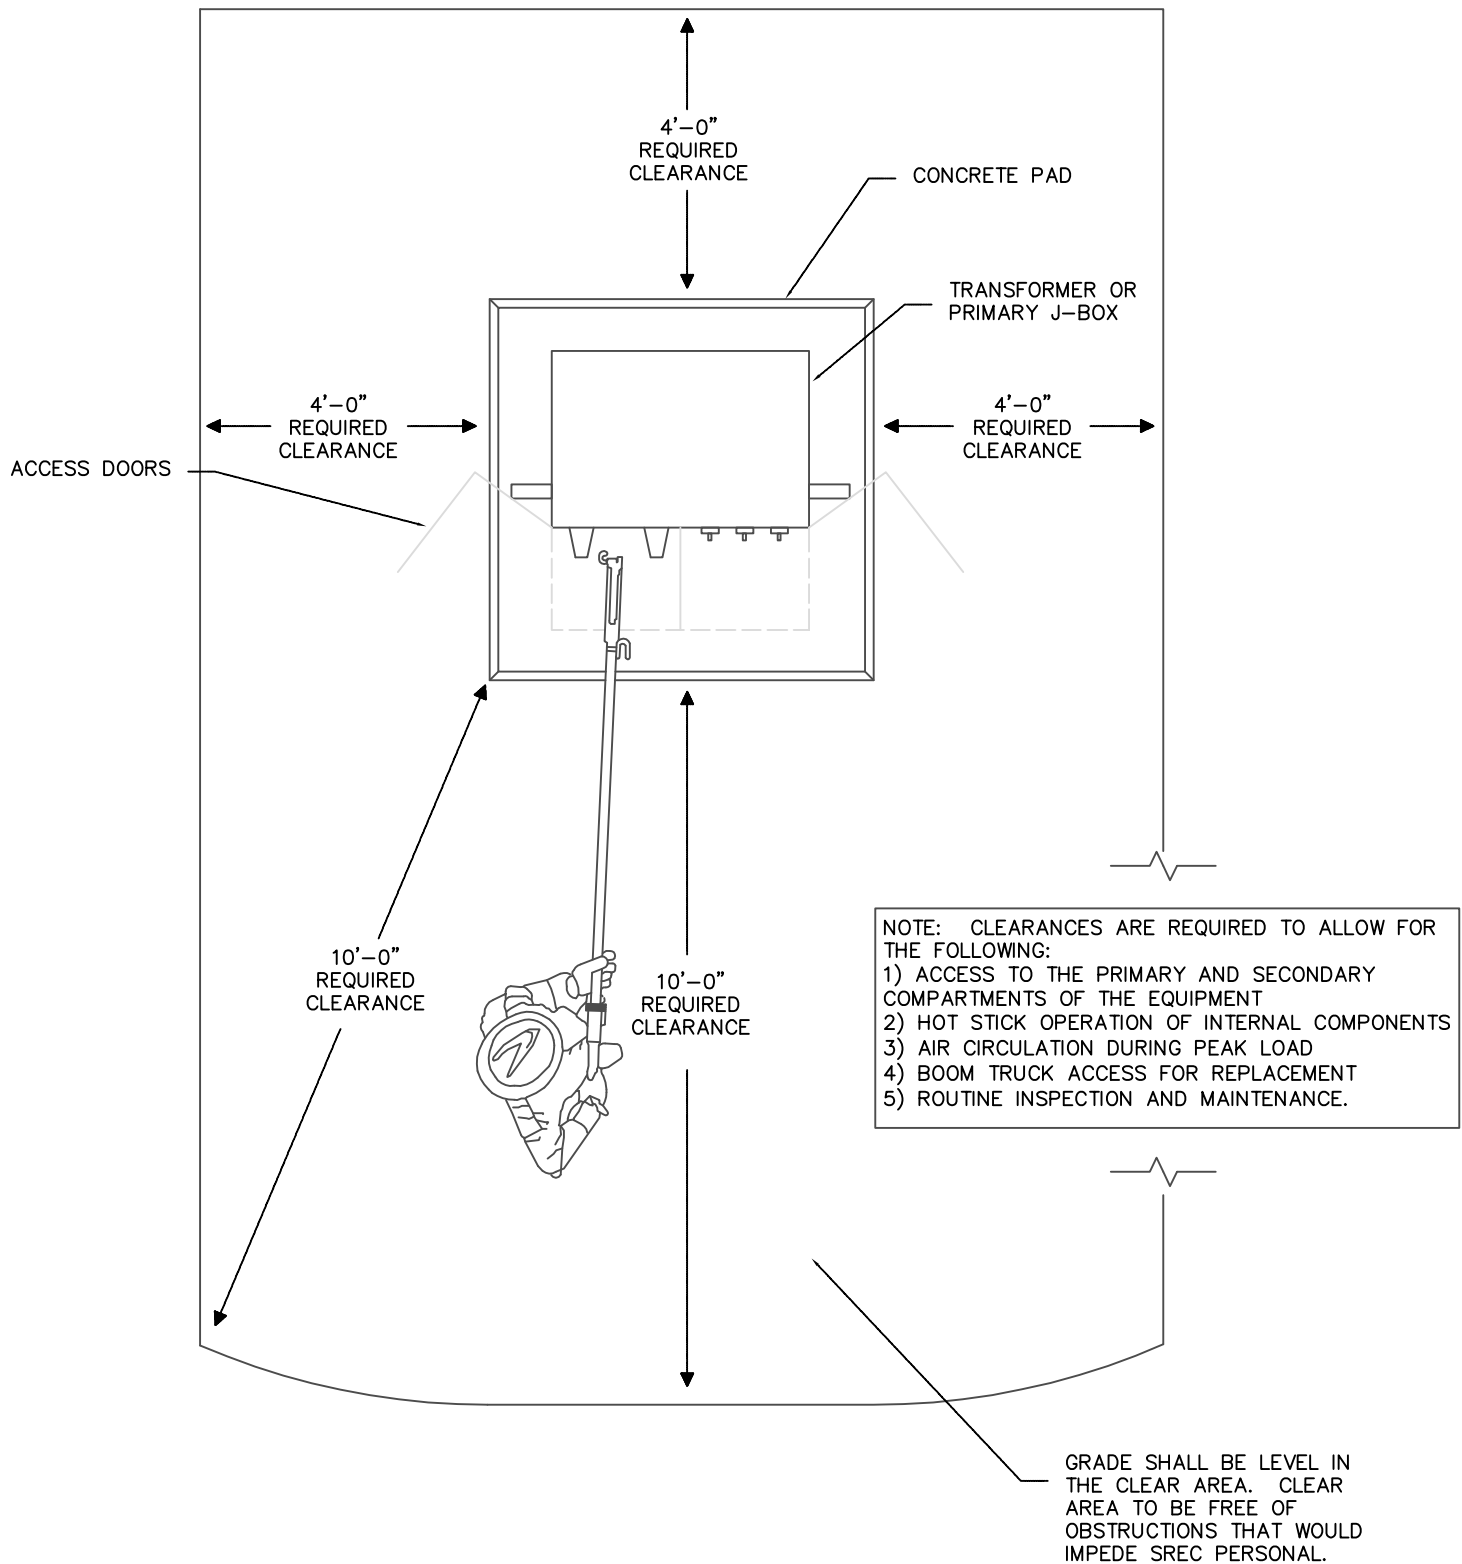 4'-0"
REQUIRED
CLEARANCE
CONCRETE PAD
TRANSFORMER OR
PRIMARY J-BOX
4'-0"
REQUIRED
CLEARANCE
4'-0"
REQUIRED
CLEARANCE
ACCESS DOORS
10'-0"
REQUIRED
CLEARANCE
10'-0"
REQUIRED
CLEARANCE
NOTE: CLEARANCES ARE REQUIRED TO ALLOW FOR
THE FOLLOWING:
1) ACCESS TO THE PRIMARY AND SECONDARY
COMPARTMENTS OF THE EQUIPMENT
2) HOT STICK OPERATION OF INTERNAL COMPONENTS
3) AIR CIRCULATION DURING PEAK LOAD
4) BOOM TRUCK ACCESS FOR REPLACEMENT
5) ROUTINE INSPECTION AND MAINTENANCE.
GRADE SHALL BE LEVEL IN
THE CLEAR AREA. CLEAR
AREA TO BE FREE OF
OBSTRUCTIONS THAT WOULD
IMPEDE SREC PERSONAL.